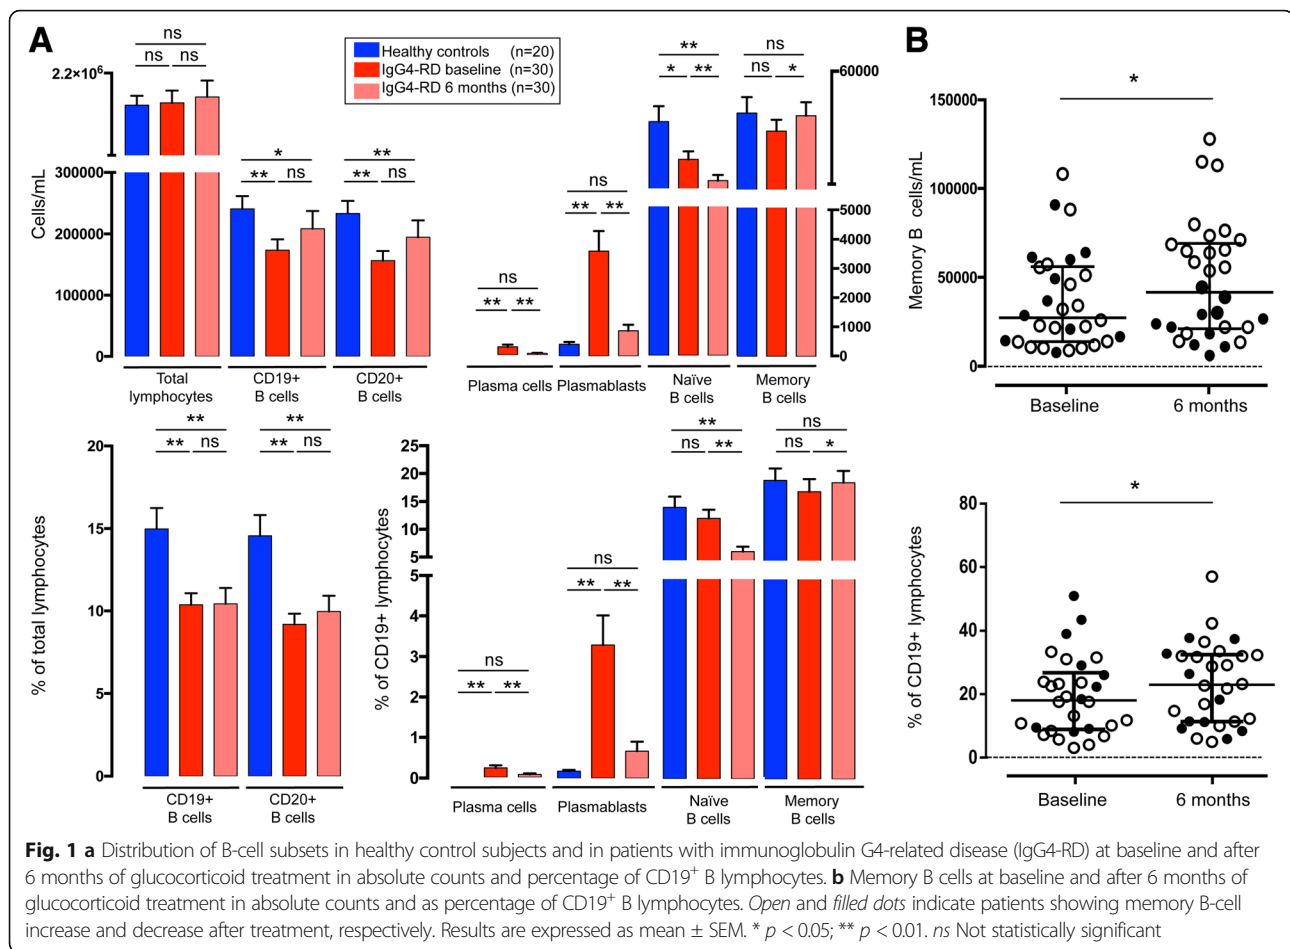 A
ns
ns ns
2.2×10⁶
Healthy controls (n=20)
IgG4-RD baseline (n=30)
IgG4-RD 6 months (n=30)
**
* **
ns
ns *
60000
Cells/mL
300000
200000
100000
0
*
** ns
**
** ns
ns
** **
ns
** **
5000
4000
3000
2000
1000
0
Total
lymphocytes
CD19+
B cells
CD20+
B cells
Plasma cells
Plasmablasts
Naïve
B cells
Memory
B cells
B
*
Memory B cells/mL
150000
100000
50000
0
Baseline
6 months
% of total lymphocytes
20
15
10
5
0
**
** ns
**
** ns
CD19+
B cells
CD20+
B cells
% of CD19+ lymphocytes
25
20
15
10
5
5
4
3
2
1
0
ns
** **
ns
** **
**
ns **
ns
ns *
Plasma cells
Plasmablasts
Naïve
B cells
Memory
B cells
*
% of CD19+ lymphocytes
80
60
40
20
0
Baseline
6 months
Fig. 1 a Distribution of B-cell subsets in healthy control subjects and in patients with immunoglobulin G4-related disease (IgG4-RD) at baseline and after
6 months of glucocorticoid treatment in absolute counts and percentage of CD19⁺ B lymphocytes. b Memory B cells at baseline and after 6 months of
glucocorticoid treatment in absolute counts and as percentage of CD19⁺ B lymphocytes. Open and filled dots indicate patients showing memory B-cell
increase and decrease after treatment, respectively. Results are expressed as mean ± SEM. * p < 0.05; ** p < 0.01. ns Not statistically significant